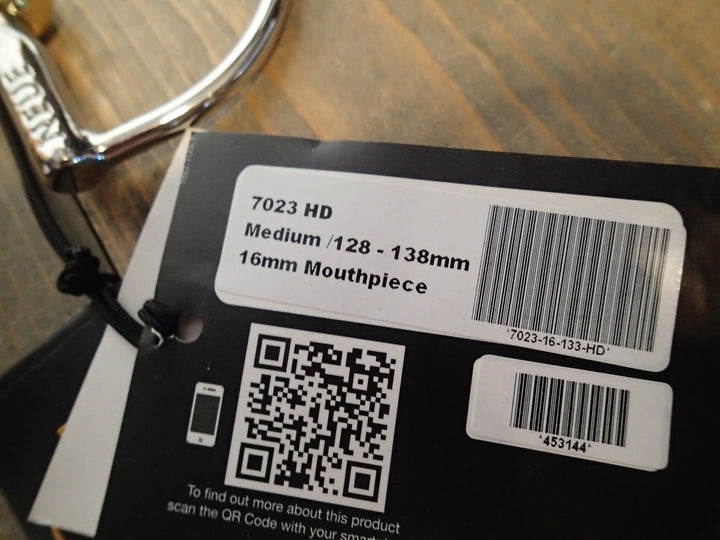 NEUE
7023 HD
Medium /128 - 138mm
16mm Mouthpiece
*7023-16-133-HD*
*453144*
To find out more about this product
scan the QR Code with your